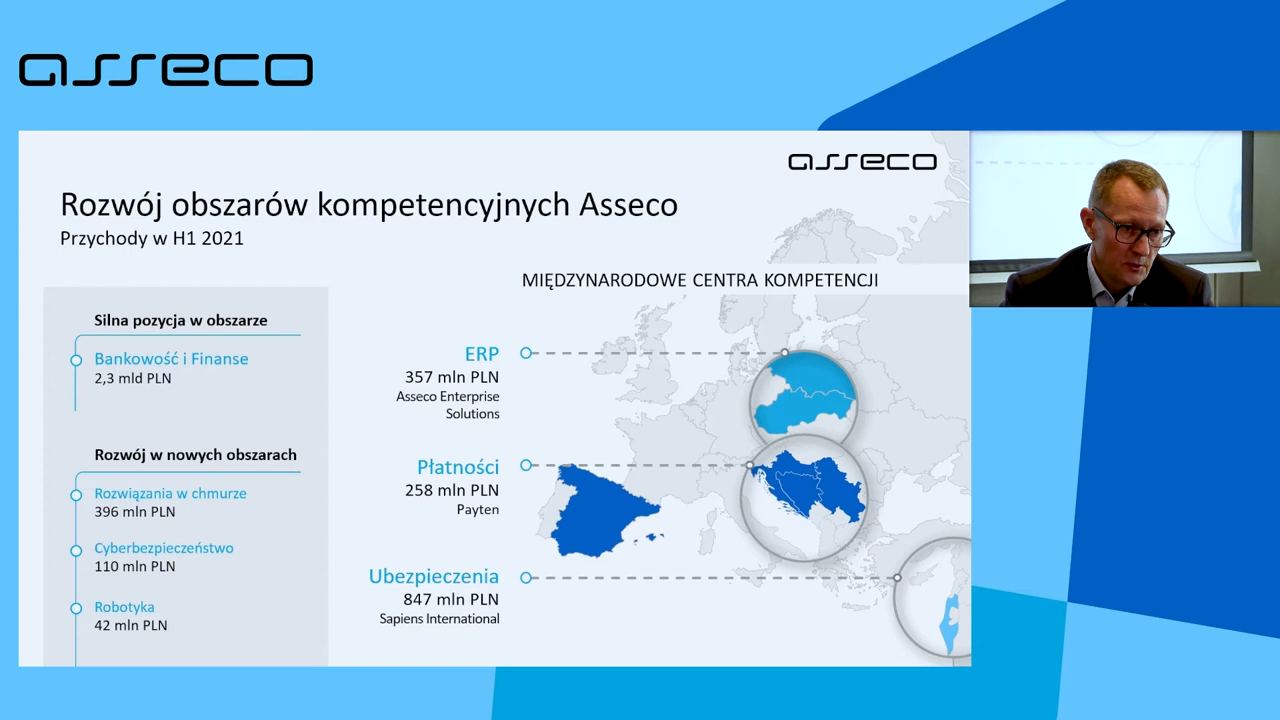 asseco
asseco
Rozwój obszarów kompetencyjnych Asseco
Przychody w H1 2021
MIĘDZYNARODOWE CENTRA KOMPETENCJI
Silna pozycja w obszarze
Bankowość i Finanse
2,3 mld PLN
Rozwój w nowych obszarach
Rozwiązania w chmurze
396 mln PLN
Cyberbezpieczeństwo
110 mln PLN
Robotyka
42 mln PLN
ERP
357 mln PLN
Asseco Enterprise
Solutions
Płatności
258 mln PLN
Payten
Ubezpieczenia
847 mln PLN
Sapiens International